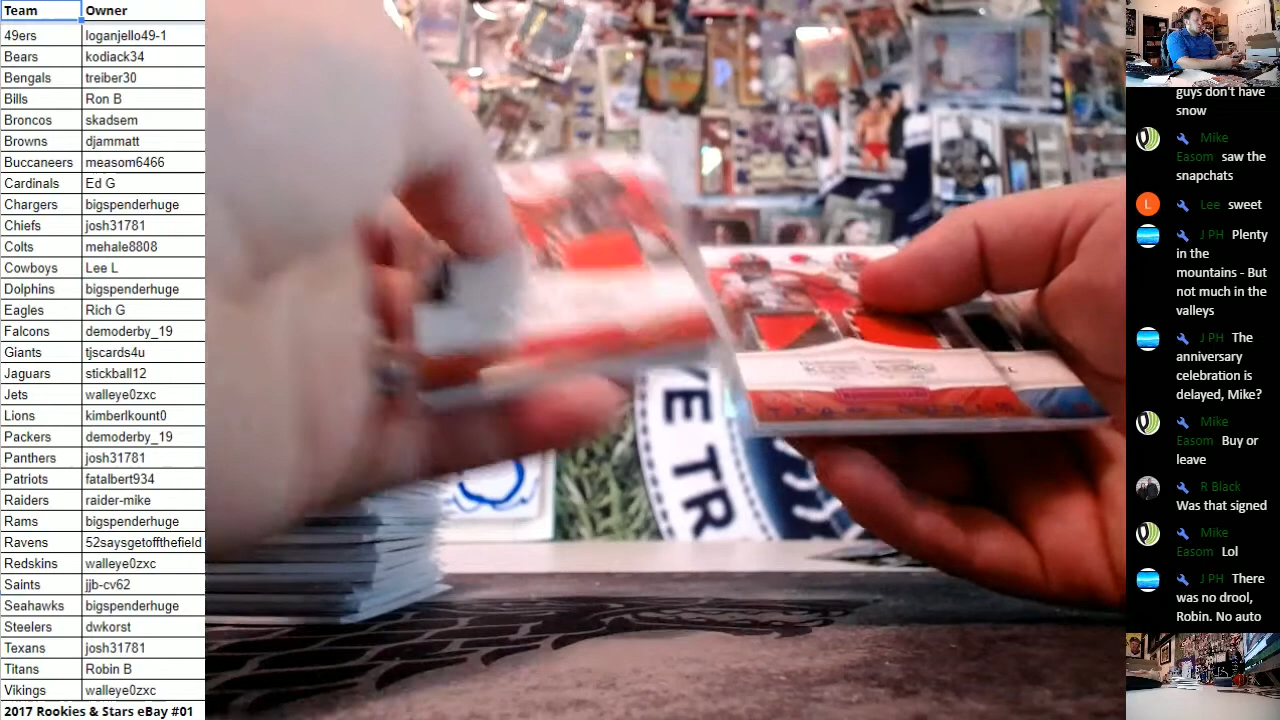 Team Owner
49ers loganjello49-1
Bears kodiack34
Bengals treiber30
Bills Ron B
Broncos skadsem
Browns djammatt
Buccaneers measom6466
Cardinals Ed G
Chargers bigspenderhuge
Chiefs josh31781
Colts mehale8808
Cowboys Lee L
Dolphins bigspenderhuge
Eagles Rich G
Falcons demoderby_19
Giants tjscards4u
Jaguars stickball12
Jets walleye0zxc
Lions kimberlkount0
Packers demoderby_19
Panthers josh31781
Patriots fatalbert934
Raiders raider-mike
Rams bigspenderhuge
Ravens 52saysgetoffthefield
Redskins walleye0zxc
Saints jjb-cv62
Seahawks bigspenderhuge
Steelers dwkorst
Texans josh31781
Titans Robin B
Vikings walleye0zxc
2017 Rookies & Stars eBay #01
VE TR
guys don't have
snow
Mike
Easom saw the
snapchats
L Lee sweet
J PH Plenty
in the
mountains - But
not much in the
valleys
J PH The
anniversary
celebration is
delayed, Mike?
Mike
Easom Buy or
leave
R Black
Was that signed
Mike
Easom Lol
J PH There
was no drool,
Robin. No auto